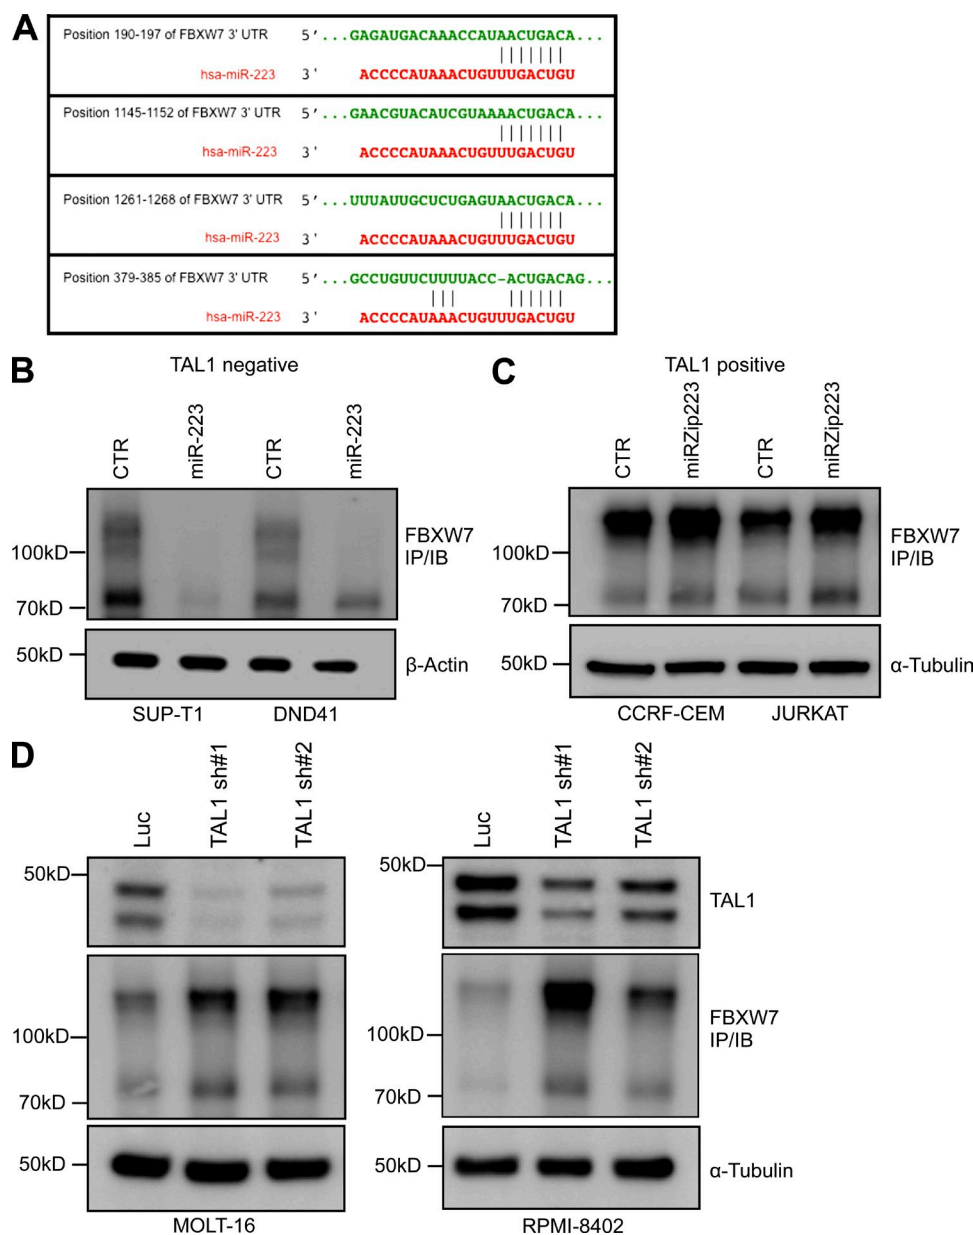 A
Position 190-197 of FBXW7 3' UTR 5'...GAGAUGACAAACCAUAACUGACA...
hsa-miR-223 3' ACCCCAUAAACUGUUUGACUGU
Position 1145-1152 of FBXW7 3' UTR 5'...GAACGUACAUCGUAAAACUGACA...
hsa-miR-223 3' ACCCCAUAAACUGUUUGACUGU
Position 1261-1268 of FBXW7 3' UTR 5'...UUUAUUGCUCUGAGUAACUGACA...
hsa-miR-223 3' ACCCCAUAAACUGUUUGACUGU
Position 379-385 of FBXW7 3' UTR 5'...GCCUGUUCUUUUACC-ACUGACAG...
hsa-miR-223 3' ACCCCAUAAACUGUUUGACUGU
B
TAL1 negative
CTR miR-223 CTR miR-223
100kD
70kD
FBXW7
IP/IB
50kD
β-Actin
SUP-T1 DND41
C
TAL1 positive
CTR miRZip223 CTR miRZip223
100kD
70kD
FBXW7
IP/IB
50kD
α-Tubulin
CCRF-CEM JURKAT
D
Luc TAL1 sh#1 TAL1 sh#2
50kD
100kD
70kD
50kD
MOLT-16
Luc TAL1 sh#1 TAL1 sh#2
50kD
TAL1
100kD
70kD
FBXW7
IP/IB
50kD
α-Tubulin
RPMI-8402